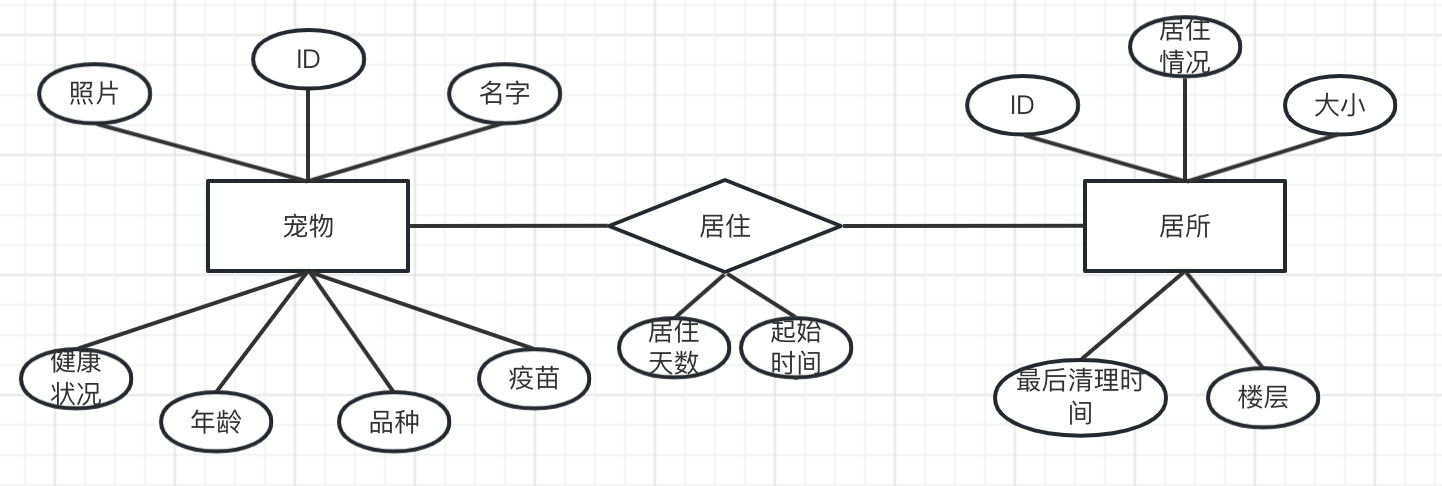 居住
情况
ID
照片
名字
ID
大小
宠物
居住
居所
居住
天数
起始
时间
健康
状况
疫苗
最后清理时
间
楼层
年龄
品种